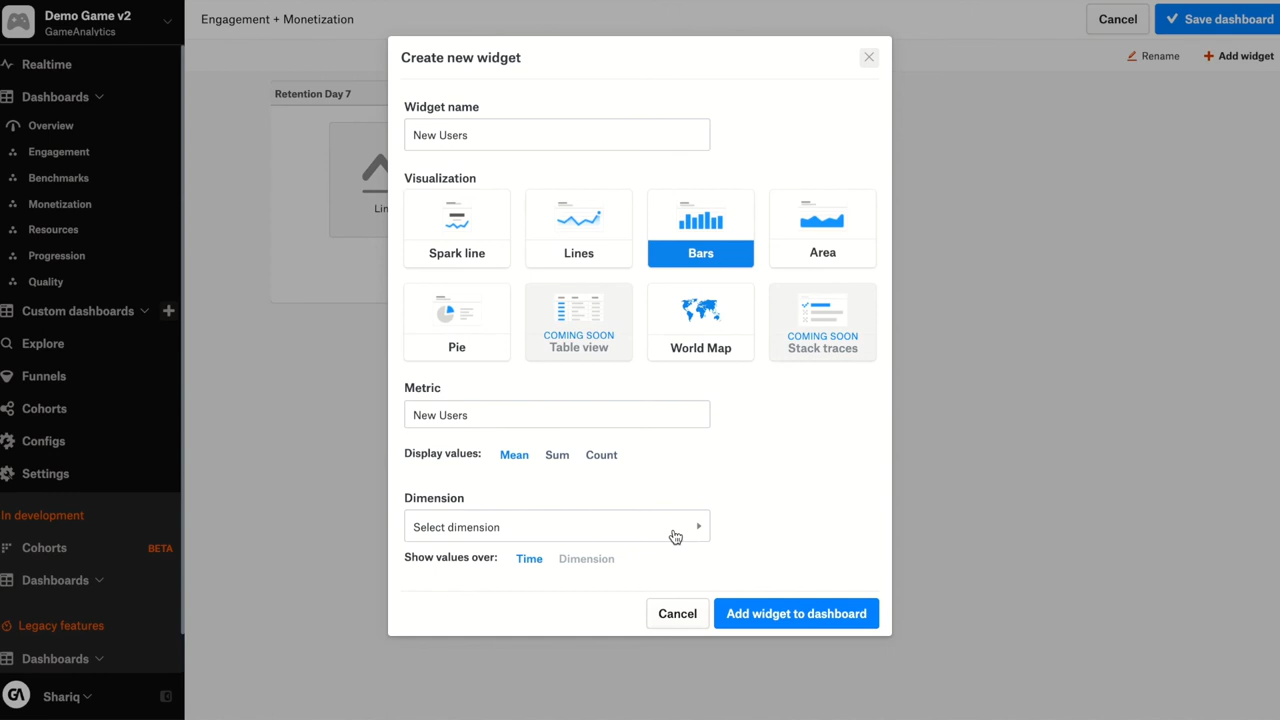 Demo Game v2
GameAnalytics
Realtime
Dashboards
Overview
Engagement
Benchmarks
Monetization
Resources
Progression
Quality
Custom dashboards
Explore
Funnels
Cohorts
Configs
Settings
In development
Cohorts BETA
Dashboards
Legacy features
Dashboards
GA Shariq
Engagement + Monetization
Cancel
Save dashboard
Rename
Add widget
Retention Day 7
Create new widget
Widget name
New Users
Visualization
Spark line
Lines
Bars
Area
Pie
COMING SOON
Table view
World Map
COMING SOON
Stack traces
Metric
New Users
Display values: Mean Sum Count
Dimension
Select dimension
Show values over: Time Dimension
Cancel
Add widget to dashboard